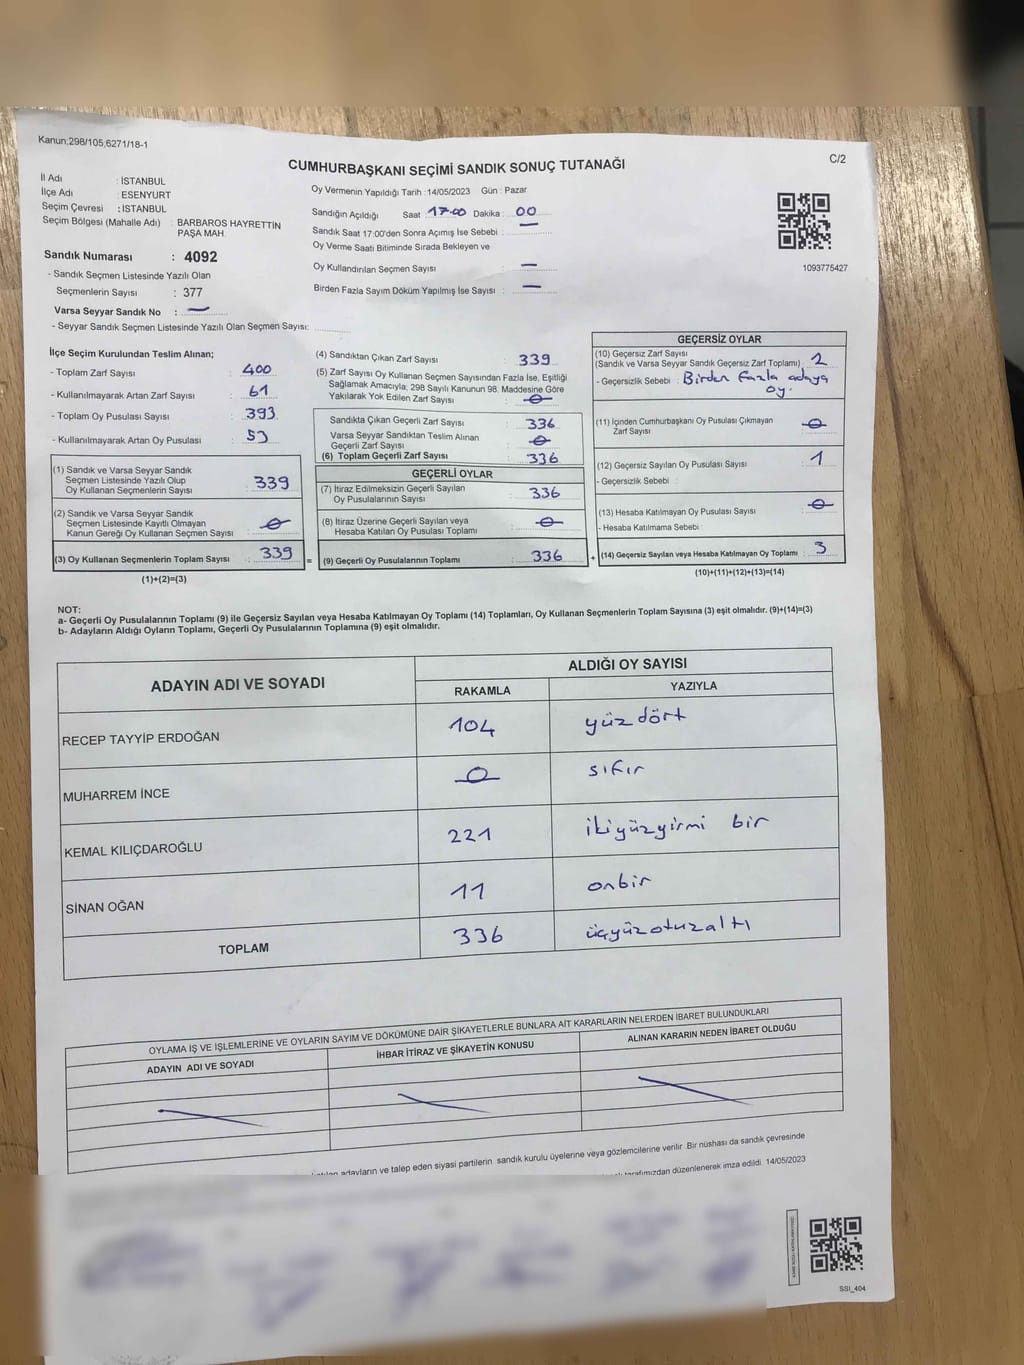 Kanun;298/105;6271/18-1
C/2
CUMHURBAŞKANI SEÇİMİ SANDIK SONUÇ TUTANAĞI
İl Adı : İSTANBUL
İlçe Adı : ESENYURT
Seçim Çevresi : İSTANBUL
Seçim Bölgesi (Mahalle Adı) : BARBAROS HAYRETTİN
PAŞA MAH.
Sandık Numarası : 4092
- Sandık Seçmen Listesinde Yazılı Olan
Seçmenlerin Sayısı : 377
Varsa Seyyar Sandık No : —
- Seyyar Sandık Seçmen Listesinde Yazılı Olan Seçmen Sayısı:
Oy Vermenin Yapıldığı Tarih : 14/05/2023 Gün : Pazar
Sandığın Açıldığı Saat 17:00 Dakika : 00
Sandık Saat 17:00'den Sonra Açımış İse Sebebi : —
Oy Verme Saati Bitiminde Sırada Bekleyen ve
Oy Kullandırılan Seçmen Sayısı : —
Birden Fazla Sayım Döküm Yapılmış İse Sayısı : —
1093775427
İlçe Seçim Kurulundan Teslim Alınan;
- Toplam Zarf Sayısı : 400
- Kullanılmayarak Artan Zarf Sayısı : 61
- Toplam Oy Pusulası Sayısı : 393
- Kullanılmayarak Artan Oy Pusulası : 53
(1) Sandık ve Varsa Seyyar Sandık
Seçmen Listesinde Yazılı Olup
Oy Kullanan Seçmenlerin Sayısı : 339
(2) Sandık ve Varsa Seyyar Sandık
Seçmen Listesinde Kayıtlı Olmayan
Kanun Gereği Oy Kullanan Seçmen Sayısı : 0
(3) Oy Kullanan Seçmenlerin Toplam Sayısı : 339 =
(1)+(2)=(3)
(4) Sandıktan Çıkan Zarf Sayısı : 339
(5) Zarf Sayısı Oy Kullanan Seçmen Sayısından Fazla İse, Eşitliği
Sağlamak Amacıyla; 298 Sayılı Kanunun 98. Maddesine Göre
Yakılarak Yok Edilen Zarf Sayısı : 0
Sandıkta Çıkan Geçerli Zarf Sayısı : 336
Varsa Seyyar Sandıktan Teslim Alınan
Geçerli Zarf Sayısı : 0
(6) Toplam Geçerli Zarf Sayısı : 336
GEÇERLİ OYLAR
(7) İtiraz Edilmeksizin Geçerli Sayılan
Oy Pusulalarının Sayısı : 336
(8) İtiraz Üzerine Geçerli Sayılan veya
Hesaba Katılan Oy Pusulası Toplamı : 0
(9) Geçerli Oy Pusulalarının Toplamı : 336 +
GEÇERSİZ OYLAR
(10) Geçersiz Zarf Sayısı
(Sandık ve Varsa Seyyar Sandık Geçersiz Zarf Toplamı) : 2
- Geçersizlik Sebebi : Birden fazla adaya
oy.
(11) İçinden Cumhurbaşkanı Oy Pusulası Çıkmayan
Zarf Sayısı : 0
(12) Geçersiz Sayılan Oy Pusulası Sayısı : 1
- Geçersizlik Sebebi :
(13) Hesaba Katılmayan Oy Pusulası Sayısı : 0
- Hesaba Katılmama Sebebi :
(14) Geçersiz Sayılan veya Hesaba Katılmayan Oy Toplamı : 3
(10)+(11)+(12)+(13)=(14)
NOT:
a- Geçerli Oy Pusulalarının Toplamı (9) ile Geçersiz Sayılan veya Hesaba Katılmayan Oy Toplamı (14) Toplamları, Oy Kullanan Seçmenlerin Toplam Sayısına (3) eşit olmalıdır. (9)+(14)=(3)
b- Adayların Aldığı Oyların Toplamı, Geçerli Oy Pusulalarının Toplamına (9) eşit olmalıdır.
ADAYIN ADI VE SOYADI ALDIĞI OY SAYISI
RAKAMLA YAZIYLA
RECEP TAYYİP ERDOĞAN 104 yüzdört
MUHARREM İNCE 0 sıfır
KEMAL KILIÇDAROĞLU 221 ikiyüzyirmi bir
SİNAN OĞAN 11 onbir
TOPLAM 336 üçyüzotuzaltı
OYLAMA İŞ VE İŞLEMLERİNE VE OYLARIN SAYIM VE DÖKÜMÜNE DAİR ŞİKAYETLERLE BUNLARA AİT KARARLARIN NELERDEN İBARET BULUNDUKLARI
ADAYIN ADI VE SOYADI İHBAR İTİRAZ VE ŞİKAYETİN KONUSU ALINAN KARARIN NEDEN İBARET OLDUĞU
adayların ve talep eden siyasi partilerin sandık kurulu üyelerine veya gözlemcilerine verilir. Bir nüshası da sandık çevresinde
tarafımızdan düzenlenerek imza edildi. 14/05/2023
SSI_404